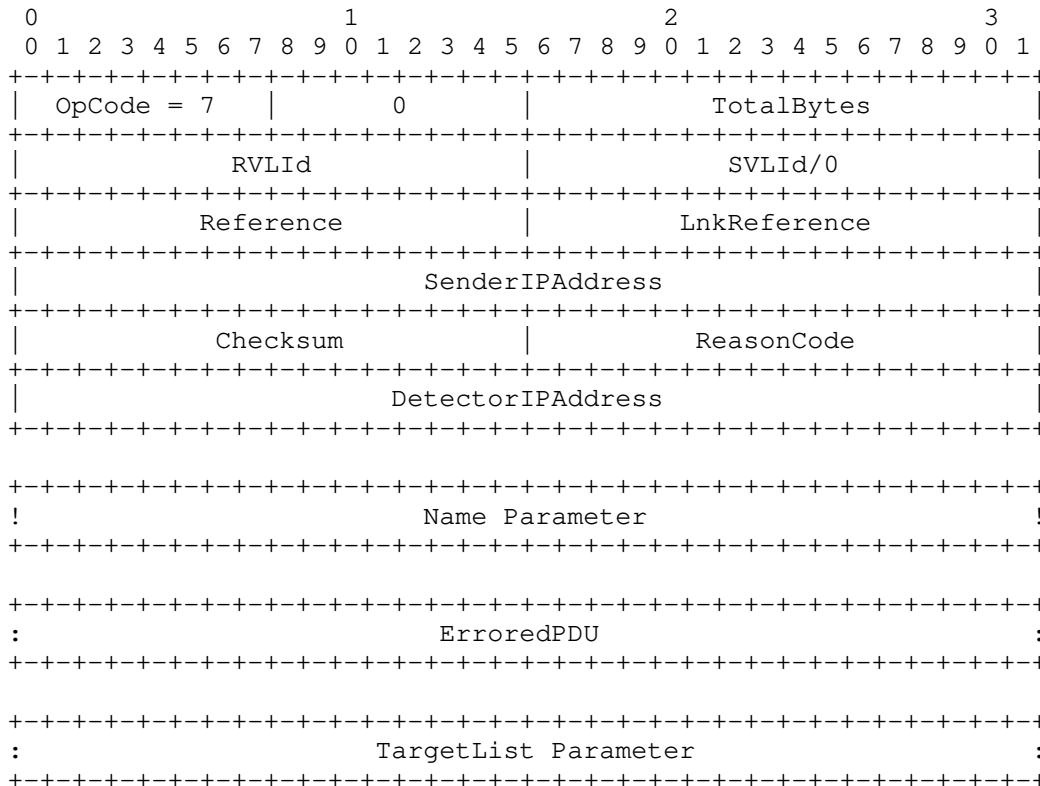 0                   1                   2                   3
 0 1 2 3 4 5 6 7 8 9 0 1 2 3 4 5 6 7 8 9 0 1 2 3 4 5 6 7 8 9 0 1
+-+-+-+-+-+-+-+-+-+-+-+-+-+-+-+-+-+-+-+-+-+-+-+-+-+-+-+-+-+-+-+-+
|  OpCode = 7   |       0       |           TotalBytes          |
+-+-+-+-+-+-+-+-+-+-+-+-+-+-+-+-+-+-+-+-+-+-+-+-+-+-+-+-+-+-+-+-+
|             RVLId             |            SVLId/0            |
+-+-+-+-+-+-+-+-+-+-+-+-+-+-+-+-+-+-+-+-+-+-+-+-+-+-+-+-+-+-+-+-+
|           Reference           |         LnkReference          |
+-+-+-+-+-+-+-+-+-+-+-+-+-+-+-+-+-+-+-+-+-+-+-+-+-+-+-+-+-+-+-+-+
|                         SenderIPAddress                       |
+-+-+-+-+-+-+-+-+-+-+-+-+-+-+-+-+-+-+-+-+-+-+-+-+-+-+-+-+-+-+-+-+
|            Checksum           |          ReasonCode           |
+-+-+-+-+-+-+-+-+-+-+-+-+-+-+-+-+-+-+-+-+-+-+-+-+-+-+-+-+-+-+-+-+
|                       DetectorIPAddress                       |
+-+-+-+-+-+-+-+-+-+-+-+-+-+-+-+-+-+-+-+-+-+-+-+-+-+-+-+-+-+-+-+-+

+-+-+-+-+-+-+-+-+-+-+-+-+-+-+-+-+-+-+-+-+-+-+-+-+-+-+-+-+-+-+-+-+
!                         Name Parameter                        !
+-+-+-+-+-+-+-+-+-+-+-+-+-+-+-+-+-+-+-+-+-+-+-+-+-+-+-+-+-+-+-+-+

+-+-+-+-+-+-+-+-+-+-+-+-+-+-+-+-+-+-+-+-+-+-+-+-+-+-+-+-+-+-+-+-+
:                          ErroredPDU                           :
+-+-+-+-+-+-+-+-+-+-+-+-+-+-+-+-+-+-+-+-+-+-+-+-+-+-+-+-+-+-+-+-+

+-+-+-+-+-+-+-+-+-+-+-+-+-+-+-+-+-+-+-+-+-+-+-+-+-+-+-+-+-+-+-+-+
:                      TargetList Parameter                     :
+-+-+-+-+-+-+-+-+-+-+-+-+-+-+-+-+-+-+-+-+-+-+-+-+-+-+-+-+-+-+-+-+